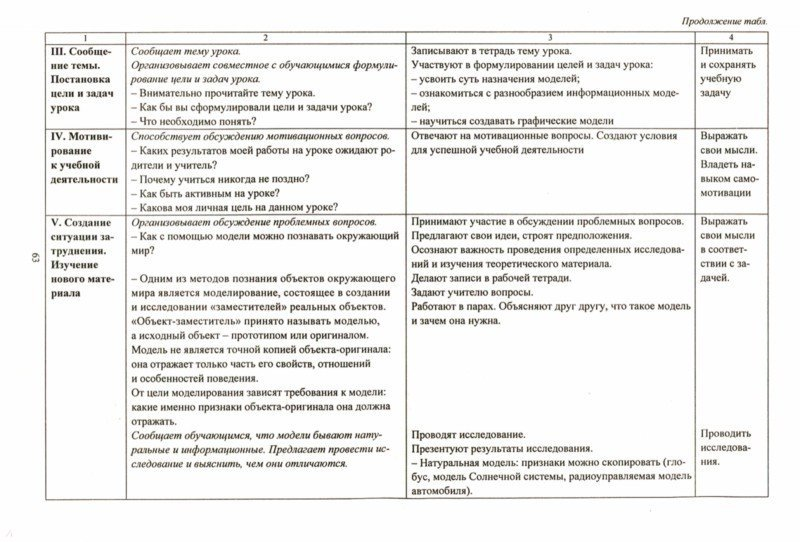 Продолжение табл.
1
2
3
4
III. Сообще-
ние темы.
Постановка
цели и задач
урока
Сообщает тему урока.
Организовывает совместное с обучающимися формули-
рование цели и задач урока.
– Внимательно прочитайте тему урока.
– Как бы вы сформулировали цели и задачи урока?
– Что необходимо понять?
Записывают в тетрадь тему урока.
Участвуют в формулировании целей и задач урока:
– усвоить суть назначения моделей;
– ознакомиться с разнообразием информационных моде-
лей;
– научиться создавать графические модели
Принимать
и сохранять
учебную
задачу
IV. Мотиви-
рование
к учебной
деятельности
Способствует обсуждению мотивационных вопросов.
– Каких результатов моей работы на уроке ожидают ро-
дители и учитель?
– Почему учиться никогда не поздно?
– Как быть активным на уроке?
– Какова моя личная цель на данном уроке?
Отвечают на мотивационные вопросы. Создают условия
для успешной учебной деятельности
Выражать
свои мысли.
Владеть на-
выком само-
мотивации
V. Создание
ситуации за-
труднения.
Изучение
нового мате-
риала
Организовывает обсуждение проблемных вопросов.
– Как с помощью модели можно познавать окружающий
мир?
– Одним из методов познания объектов окружающего
мира является моделирование, состоящее в создании
и исследовании «заместителей» реальных объектов.
«Объект-заместитель» принято называть моделью,
а исходный объект – прототипом или оригиналом.
Модель не является точной копией объекта-оригинала:
она отражает только часть его свойств, отношений
и особенностей поведения.
От цели моделирования зависят требования к модели:
какие именно признаки объекта-оригинала она должна
отражать.
Сообщает обучающимся, что модели бывают нату-
ральные и информационные. Предлагает провести ис-
следование и выяснить, чем они отличаются.
Принимают участие в обсуждении проблемных вопросов.
Предлагают свои идеи, строят предположения.
Осознают важность проведения определенных исследова-
ний и изучения теоретического материала.
Делают записи в рабочей тетради.
Задают учителю вопросы.
Работают в парах. Объясняют друг другу, что такое модель
и зачем она нужна.
Проводят исследование.
Презентуют результаты исследования.
– Натуральная модель: признаки можно скопировать (гло-
бус, модель Солнечной системы, радиоуправляемая модель
автомобиля).
Выражать
свои мысли
в соответ-
ствии с за-
дачей.
Проводить
исследова-
ния.
63